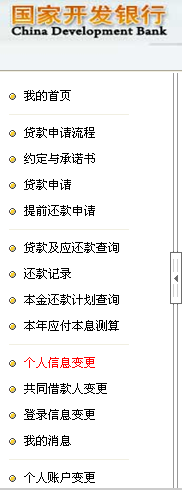 国家开发银行
China Development Bank
我的首页
贷款申请流程
约定与承诺书
贷款申请
提前还款申请
贷款及应还款查询
还款记录
本金还款计划查询
本年应付本息测算
个人信息变更
共同借款人变更
登录信息变更
我的消息
个人账户变更